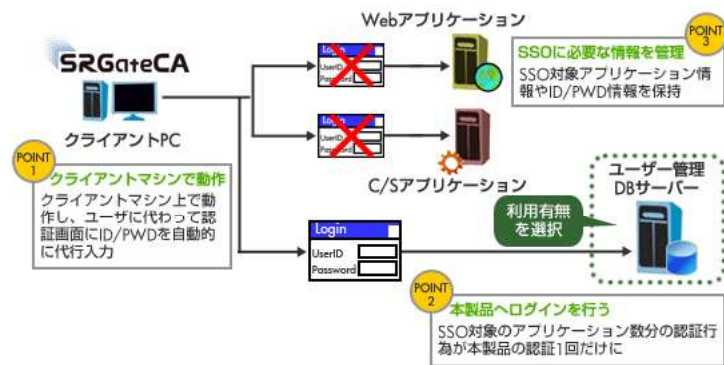 SRGateCA
クライアントPC
Webアプリケーション
Login
UserID
Password
Login
UserID
Password
C/Sアプリケーション
POINT
3
SSOに必要な情報を管理
SSO対象アプリケーション情
報やID/PWD情報を保持
POINT
1
クライアントマシンで動作
クライアントマシン上で動
作し、ユーザに代わって認
証画面にID/PWDを自動的
に代行入力
Login
UserID
Password
利用有無
を選択
ユーザー管理
DBサーバー
POINT
2
本製品へログインを行う
SSO対象のアプリケーション数分の認証行
為が本製品の認証1回だけに